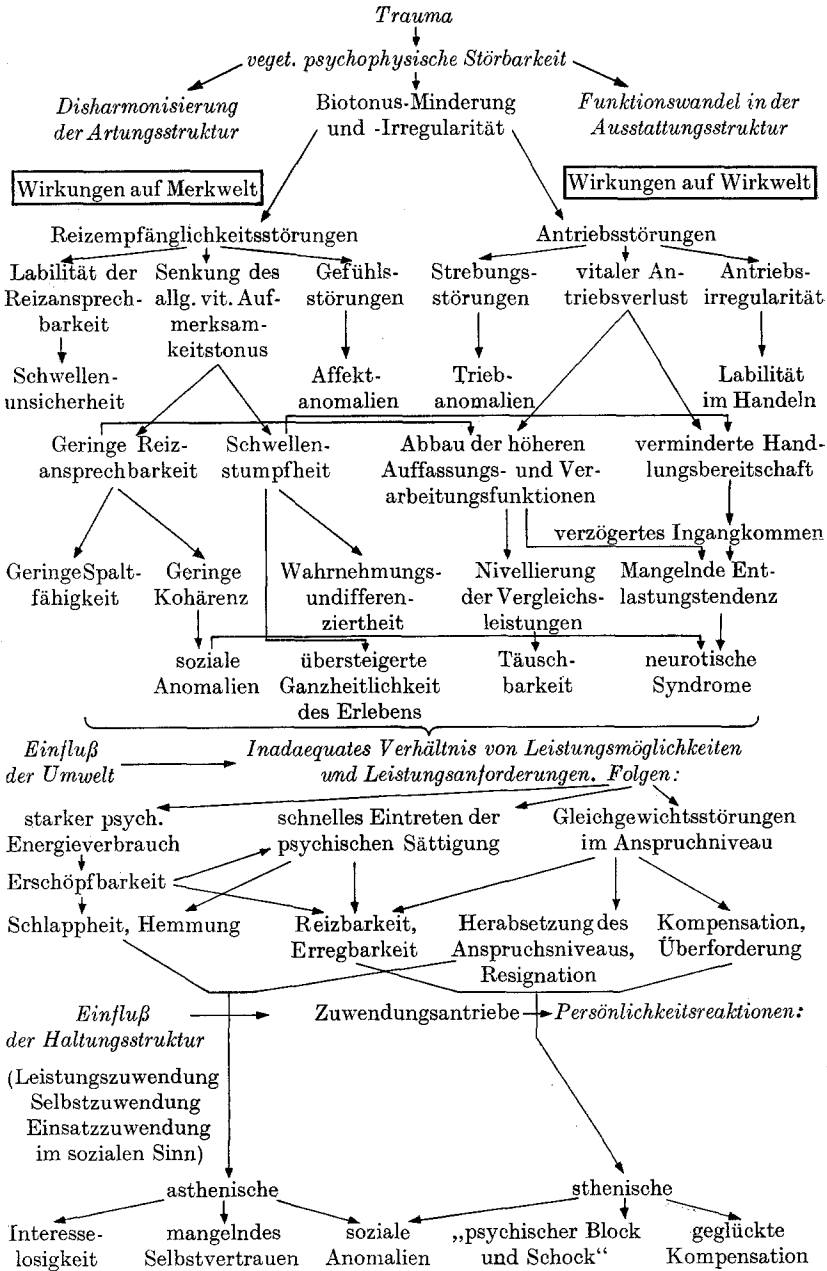 Trauma
veget. psychophysische Störbarkeit
Disharmonisierung
der Artungsstruktur
Biotonus-Minderung
und -Irregularität
Funktionswandel in der
Ausstattungsstruktur
Wirkungen auf Merkwelt
Wirkungen auf Wirkwelt
Reizempfänglichkeitsstörungen
Antriebsstörungen
Labilität der
Reizansprech-
barkeit
Senkung des
allg. vit. Auf-
merksam-
keitstonus
Gefühls-
störungen
Strebungs-
störungen
vitaler An-
triebsverlust
Antriebs-
irregularität
Schwellen-
unsicherheit
Affekt-
anomalien
Trieb-
anomalien
Labilität
im Handeln
Geringe Reiz-
ansprechbarkeit
Schwellen-
stumpfheit
Abbau der höheren
Auffassungs- und Ver-
arbeitungsfunktionen
verminderte Hand-
lungsbereitschaft
verzögertes Ingangkommen
Geringe Spalt-
fähigkeit
Geringe
Kohärenz
Wahrnehmungs-
undifferen-
ziertheit
Nivellierung
der Vergleichs-
leistungen
Mangelnde Ent-
lastungstendenz
soziale
Anomalien
übersteigerte
Ganzheitlichkeit
des Erlebens
Täusch-
barkeit
neurotische
Syndrome
Einfluß
der Umwelt
Inadaequates Verhältnis von Leistungsmöglichkeiten
und Leistungsanforderungen. Folgen:
starker psych.
Energieverbrauch
schnelles Eintreten der
psychischen Sättigung
Gleichgewichtsstörungen
im Anspruchniveau
Erschöpfbarkeit
Schlappheit, Hemmung
Reizbarkeit,
Erregbarkeit
Herabsetzung des
Anspruchsniveaus,
Resignation
Kompensation,
Überforderung
Einfluß
der Haltungsstruktur
Zuwendungsantriebe
Persönlichkeitsreaktionen:
(Leistungszuwendung
Selbstzuwendung
Einsatzzuwendung
im sozialen Sinn)
asthenische
sthenische
Interesse-
losigkeit
mangelndes
Selbstvertrauen
soziale
Anomalien
„psychischer Block
und Schock“
geglückte
Kompensation